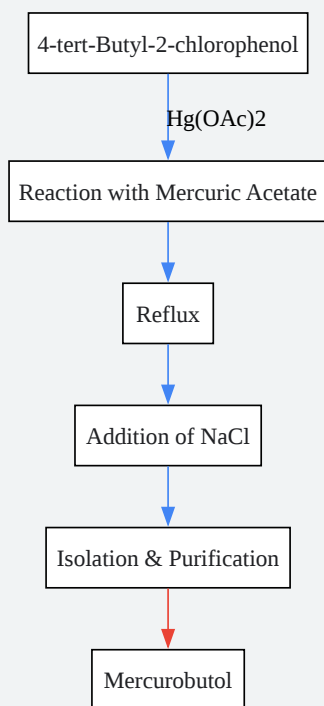 4-tert-Butyl-2-chlorophenol
Hg(OAc)2
Reaction with Mercuric Acetate
Reflux
Addition of NaCl
Isolation & Purification
Mercurobutol